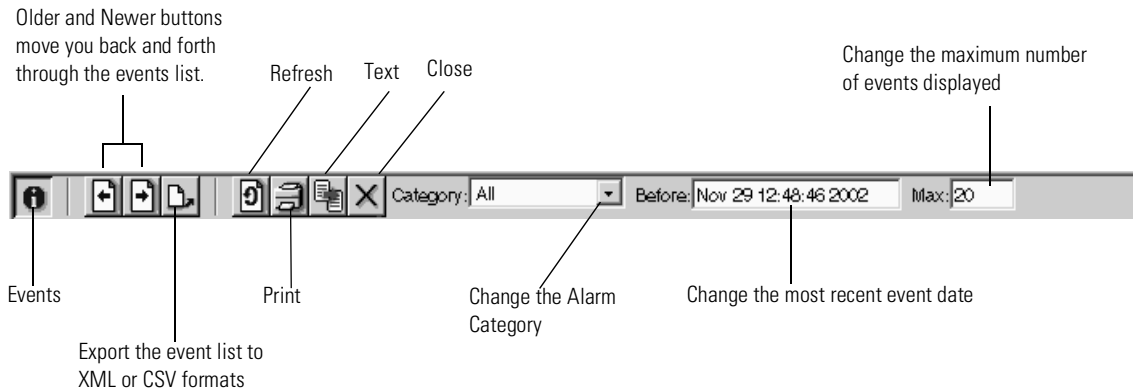 Older and Newer buttons
move you back and forth
through the events list.
Refresh
Text
Close
Change the maximum number
of events displayed
Category: All
Before: Nov 29 12:48:46 2002
Max: 20
Events
Print
Change the Alarm
Category
Change the most recent event date
Export the event list to
XML or CSV formats